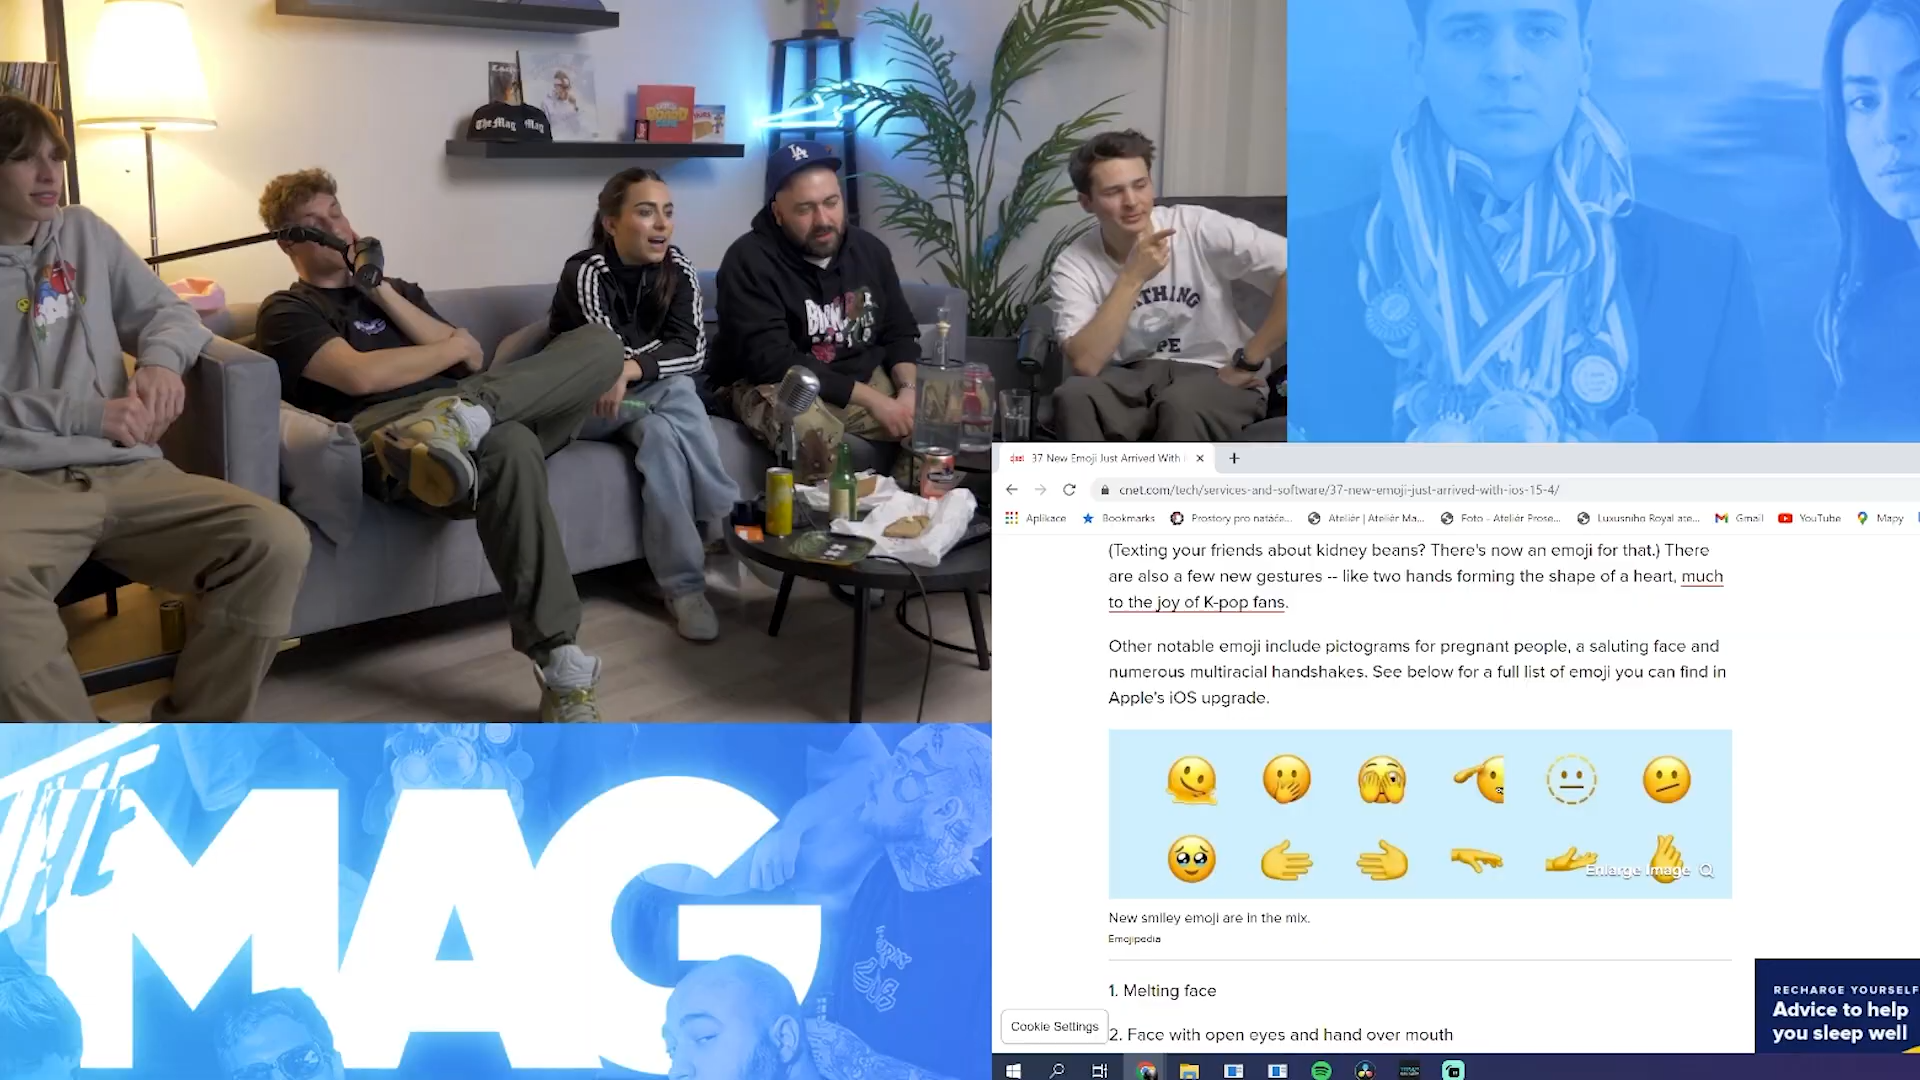 The Mag
Mag
LA
37 New Emoji Just Arrived With
cnet.com/tech/services-and-software/37-new-emoji-just-arrived-with-ios-15-4/
Aplikace
Bookmarks
Prostory pro natáče...
Ateliér | Ateliér Ma...
Foto - Ateliér Prose...
Luxusního Royal ate...
Gmail
YouTube
Mapy
(Texting your friends about kidney beans? There's now an emoji for that.) There
are also a few new gestures -- like two hands forming the shape of a heart, much
to the joy of K-pop fans.
Other notable emoji include pictograms for pregnant people, a saluting face and
numerous multiracial handshakes. See below for a full list of emoji you can find in
Apple's iOS upgrade.
Enlarge Image
New smiley emoji are in the mix.
Emojipedia
1. Melting face
2. Face with open eyes and hand over mouth
Cookie Settings
RECHARGE YOURSELF
Advice to help
you sleep well
THE
MAG